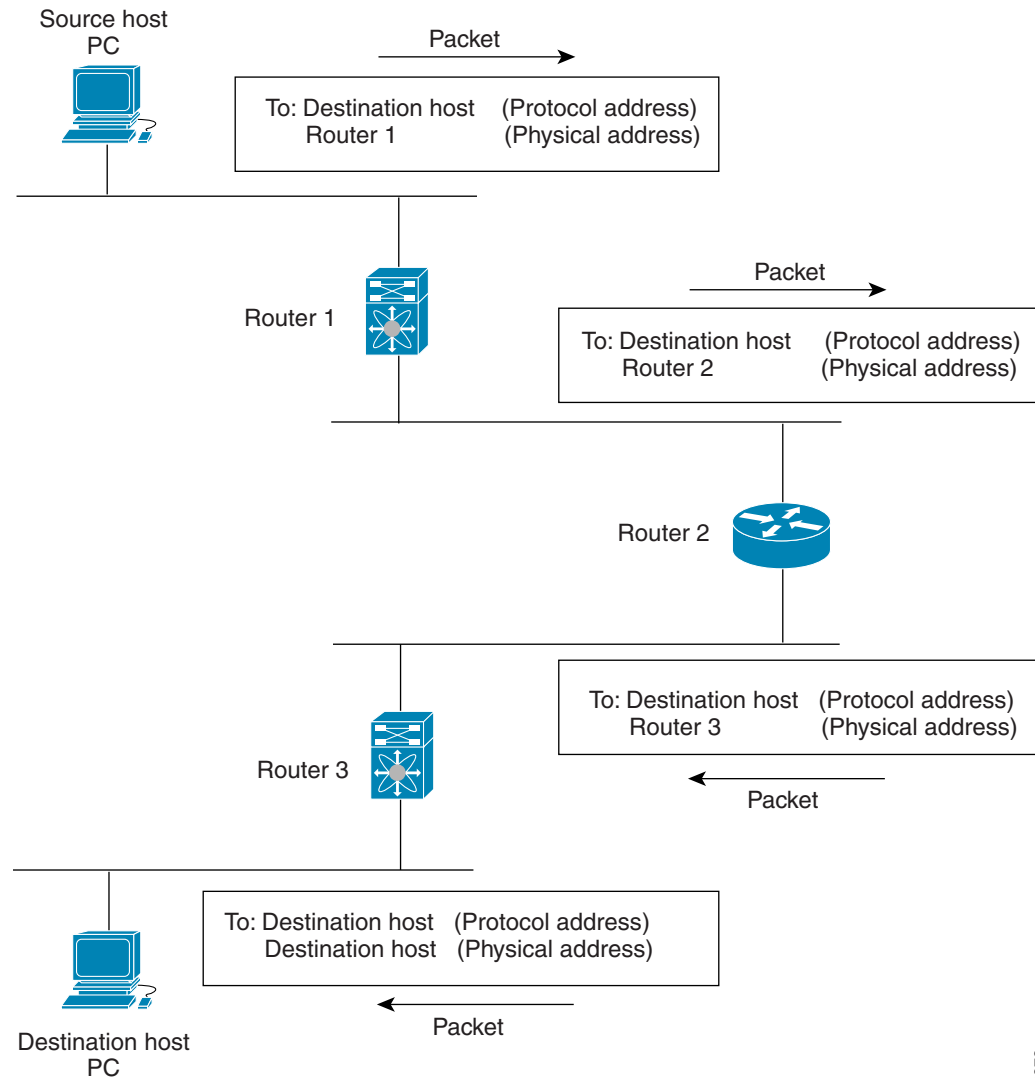 Source host
PC
Packet
To: Destination host (Protocol address)
Router 1 (Physical address)
Packet
Router 1
To: Destination host (Protocol address)
Router 2 (Physical address)
Router 2
To: Destination host (Protocol address)
Router 3 (Physical address)
Router 3
Packet
To: Destination host (Protocol address)
Destination host (Physical address)
Packet
Destination host
PC